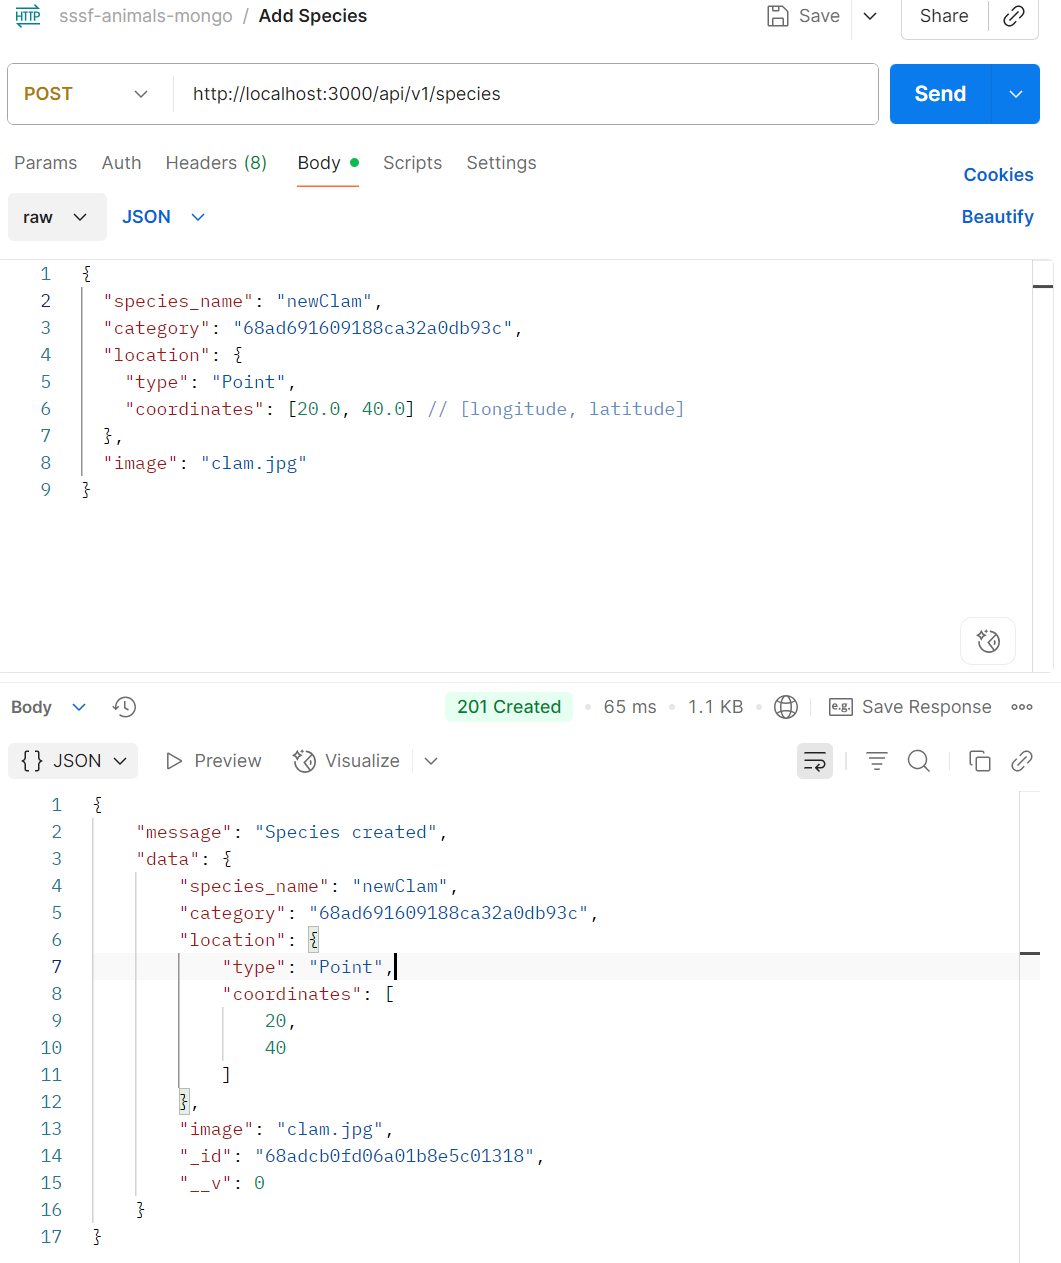 HTTP sssf-animals-mongo / Add Species Save Share
POST http://localhost:3000/api/v1/species Send
Params Auth Headers (8) Body Scripts Settings
Cookies
raw JSON Beautify
1 {
2 "species_name": "newClam",
3 "category": "68ad691609188ca32a0db93c",
4 "location": {
5 "type": "Point",
6 "coordinates": [20.0, 40.0] // [longitude, latitude]
7 },
8 "image": "clam.jpg"
9 }
Body 201 Created • 65 ms • 1.1 KB • e.g. Save Response
{} JSON Preview Visualize
1 {
2 "message": "Species created",
3 "data": {
4 "species_name": "newClam",
5 "category": "68ad691609188ca32a0db93c",
6 "location": {
7 "type": "Point",
8 "coordinates": [
9 20,
10 40
11 ]
12 },
13 "image": "clam.jpg",
14 "_id": "68adcb0fd06a01b8e5c01318",
15 "__v": 0
16 }
17 }